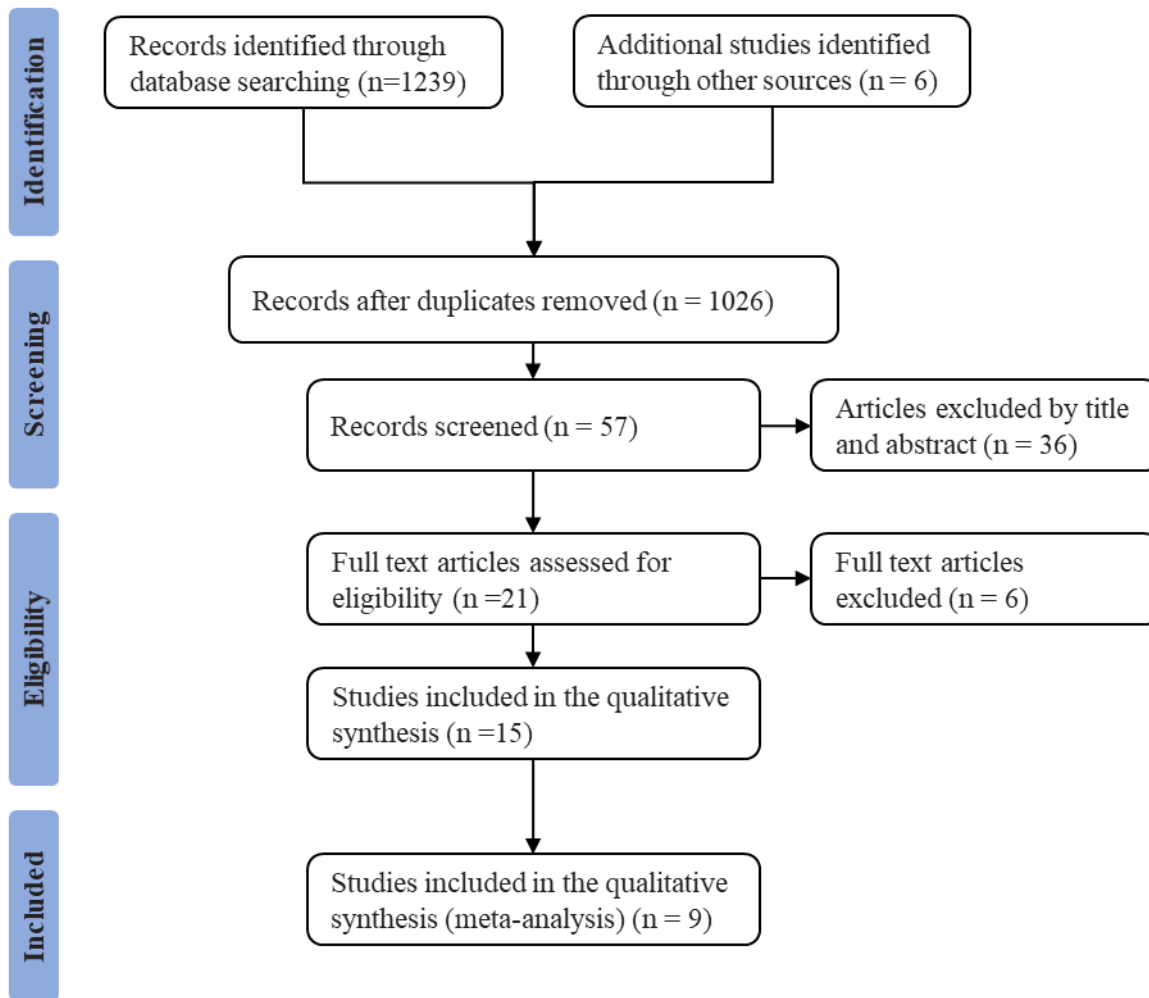 Identification
Records identified through
database searching (n=1239)
Additional studies identified
through other sources (n = 6)
Screening
Records after duplicates removed (n = 1026)
Records screened (n = 57)
Articles excluded by title
and abstract (n = 36)
Eligibility
Full text articles assessed for
eligibility (n =21)
Full text articles
excluded (n = 6)
Studies included in the qualitative
synthesis (n =15)
Included
Studies included in the qualitative
synthesis (meta-analysis) (n = 9)